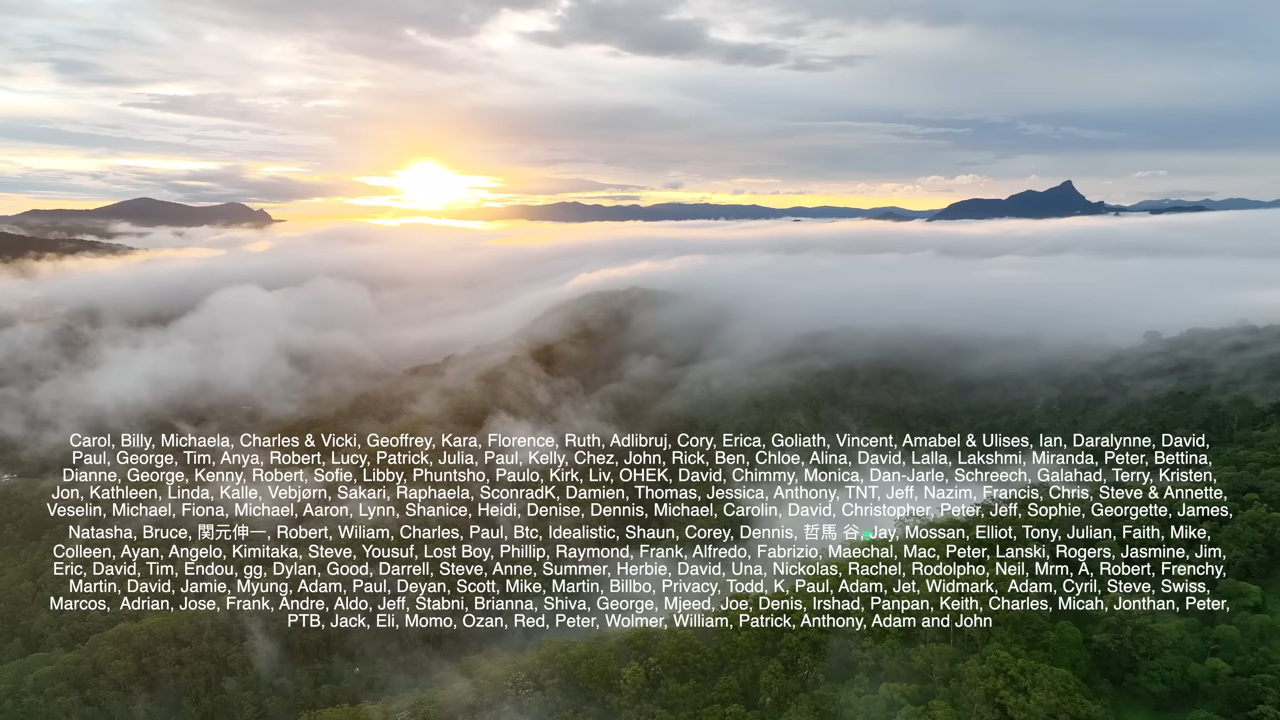 Carol, Billy, Michaela, Charles & Vicki, Geoffrey, Kara, Florence, Ruth, Adlibruj, Cory, Erica, Goliath, Vincent, Amabel & Ulises, Ian, Daralynne, David,
Paul, George, Tim, Anya, Robert, Lucy, Patrick, Julia, Paul, Kelly, Chez, John, Rick, Ben, Chloe, Alina, David, Lalla, Lakshmi, Miranda, Peter, Bettina,
Dianne, George, Kenny, Robert, Sofie, Libby, Phuntsho, Paulo, Kirk, Liv, OHEK, David, Chimmy, Monica, Dan-Jarle, Schreech, Galahad, Terry, Kristen,
Jon, Kathleen, Linda, Kalle, Vebjørn, Sakari, Raphaela, SconradK, Damien, Thomas, Jessica, Anthony, TNT, Jeff, Nazim, Francis, Chris, Steve & Annette,
Veselin, Michael, Fiona, Michael, Aaron, Lynn, Shanice, Heidi, Denise, Dennis, Michael, Carolin, David, Christopher, Peter, Jeff, Sophie, Georgette, James,
Natasha, Bruce, 関元伸一, Robert, Wiliam, Charles, Paul, Btc, Idealistic, Shaun, Corey, Dennis, 哲馬 谷, Jay, Mossan, Elliot, Tony, Julian, Faith, Mike,
Colleen, Ayan, Angelo, Kimitaka, Steve, Yousuf, Lost Boy, Phillip, Raymond, Frank, Alfredo, Fabrizio, Maechal, Mac, Peter, Lanski, Rogers, Jasmine, Jim,
Eric, David, Tim, Endou, gg, Dylan, Good, Darrell, Steve, Anne, Summer, Herbie, David, Una, Nickolas, Rachel, Rodolpho, Neil, Mrm, A, Robert, Frenchy,
Martin, David, Jamie, Myung, Adam, Paul, Deyan, Scott, Mike, Martin, Billbo, Privacy, Todd, K, Paul, Adam, Jet, Widmark, Adam, Cyril, Steve, Swiss,
Marcos, Adrian, Jose, Frank, Andre, Aldo, Jeff, Stabni, Brianna, Shiva, George, Mjeed, Joe, Denis, Irshad, Panpan, Keith, Charles, Micah, Jonthan, Peter,
PTB, Jack, Eli, Momo, Ozan, Red, Peter, Wolmer, William, Patrick, Anthony, Adam and John